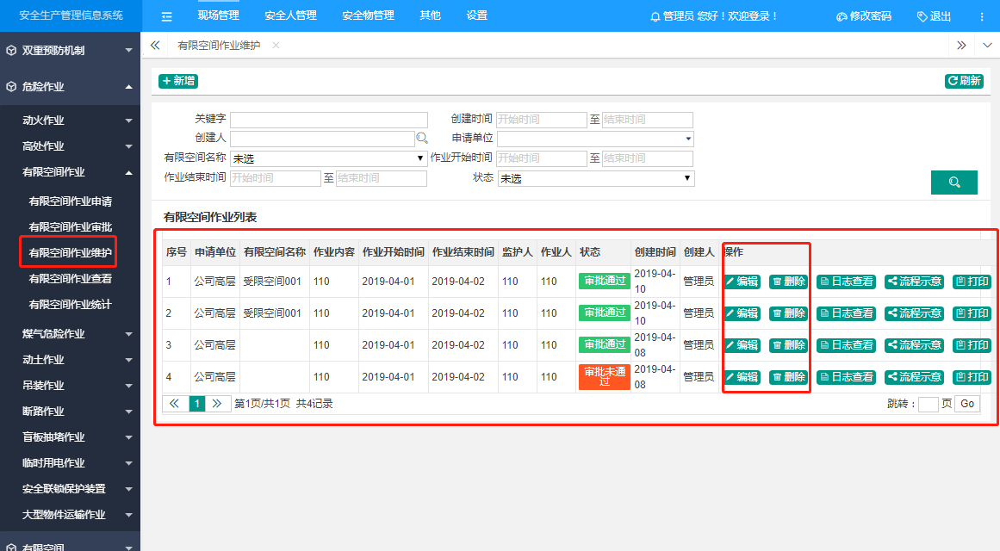 安全生产管理信息系统 现场管理 安全人管理 安全物管理 其他 设置 管理员 您好！欢迎登录！ 修改密码 退出
有限空间作业维护
双重预防机制
危险作业
动火作业
高处作业
有限空间作业
有限空间作业申请
有限空间作业审批
有限空间作业维护
有限空间作业查看
有限空间作业统计
煤气危险作业
动土作业
吊装作业
断路作业
盲板抽堵作业
临时用电作业
安全联锁保护装置
大型物件运输作业
有限空间
新增 刷新
关键字 创建时间 开始时间 至 结束时间
创建人 申请单位
有限空间名称 未选 作业开始时间 开始时间 至 结束时间
作业结束时间 开始时间 至 结束时间 状态 未选
有限空间作业列表
序号 申请单位 有限空间名称 作业内容 作业开始时间 作业结束时间 监护人 作业人 状态 创建时间 创建人 操作
1 公司高层 受限空间001 110 2019-04-01 2019-04-02 110 110 审批通过 2019-04-10 管理员 编辑 删除 日志查看 流程示意 打印
2 公司高层 受限空间001 110 2019-04-01 2019-04-02 110 110 审批通过 2019-04-10 管理员 编辑 删除 日志查看 流程示意 打印
3 公司高层 110 2019-04-01 2019-04-02 110 110 审批通过 2019-04-08 管理员 编辑 删除 日志查看 流程示意 打印
4 公司高层 110 2019-04-01 2019-04-02 110 110 审批未通过 2019-04-08 管理员 编辑 删除 日志查看 流程示意 打印
1 第1页/共1页 共4记录 跳转： 页 Go